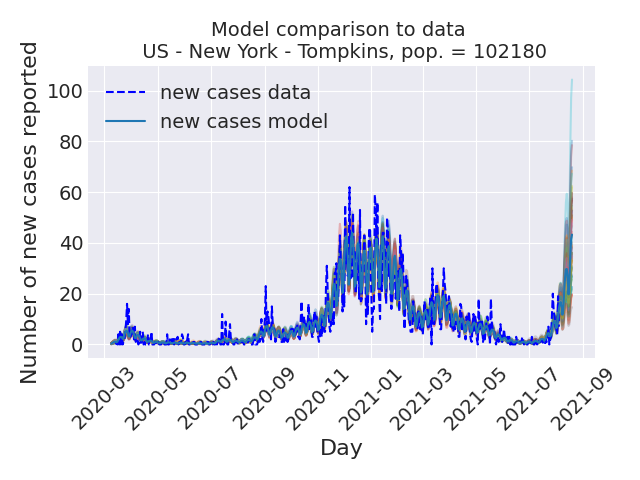 Model comparison to data
US - New York - Tompkins, pop. = 102180
Number of new cases reported
100
80
60
40
20
0
new cases data
new cases model
2020-03
2020-05
2020-07
2020-09
2020-11
2021-01
2021-03
2021-05
2021-07
2021-09
Day